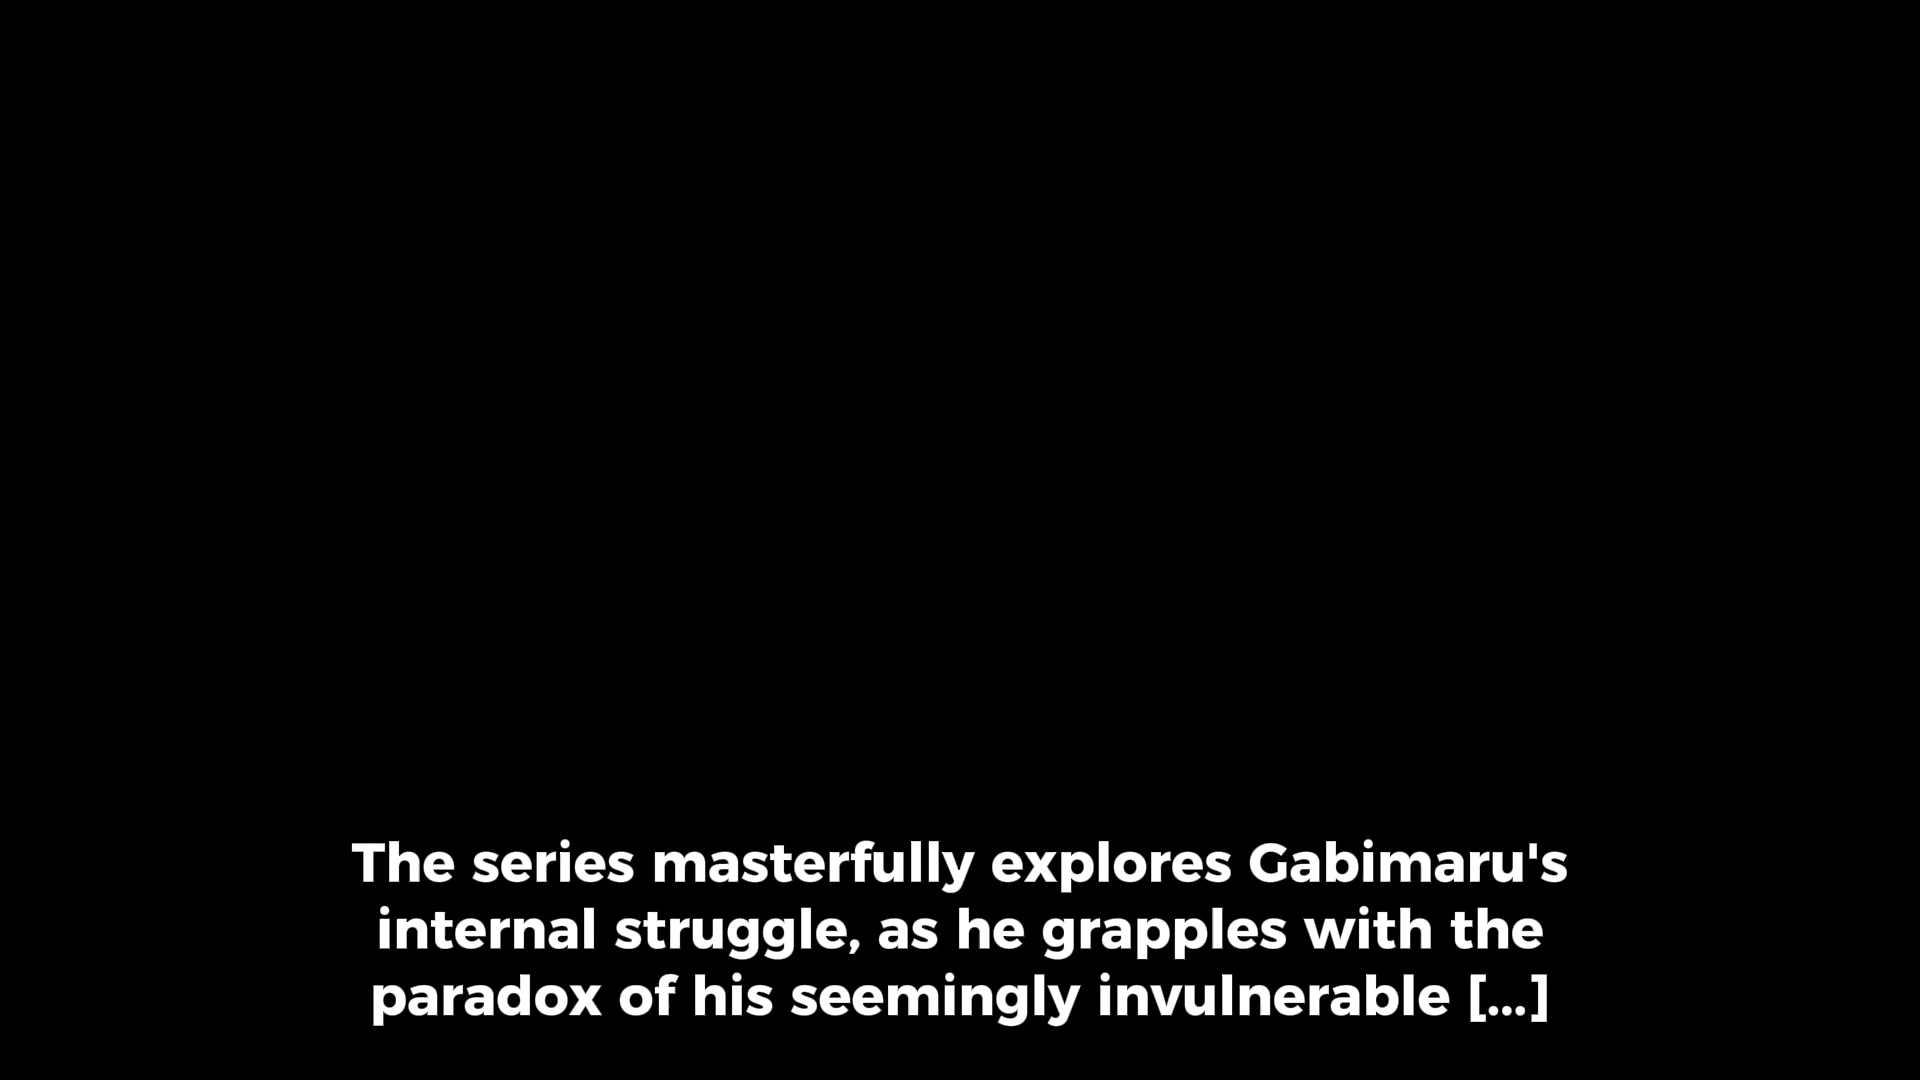 The series masterfully explores Gabimaru's
internal struggle, as he grapples with the
paradox of his seemingly invulnerable [...]